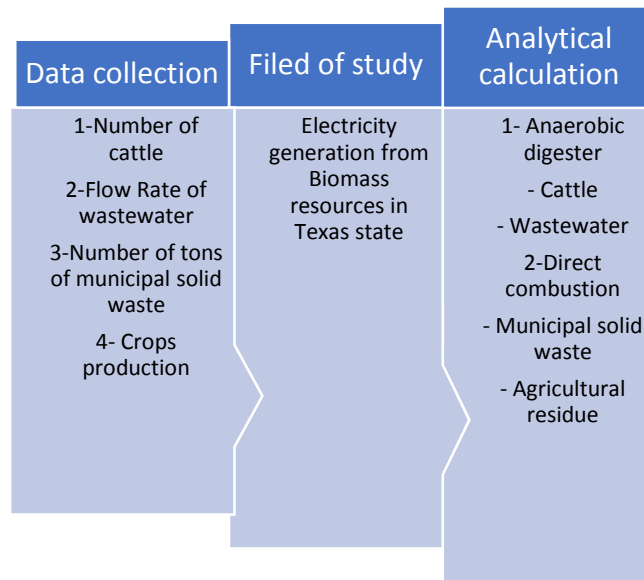 Data collection
1-Number of
cattle
2-Flow Rate of
wastewater
3-Number of tons
of municipal solid
waste
4- Crops
production
Filed of study
Electricity
generation from
Biomass
resources in
Texas state
Analytical
calculation
1- Anaerobic
digester
- Cattle
- Wastewater
2-Direct
combustion
- Municipal solid
waste
- Agricultural
residue